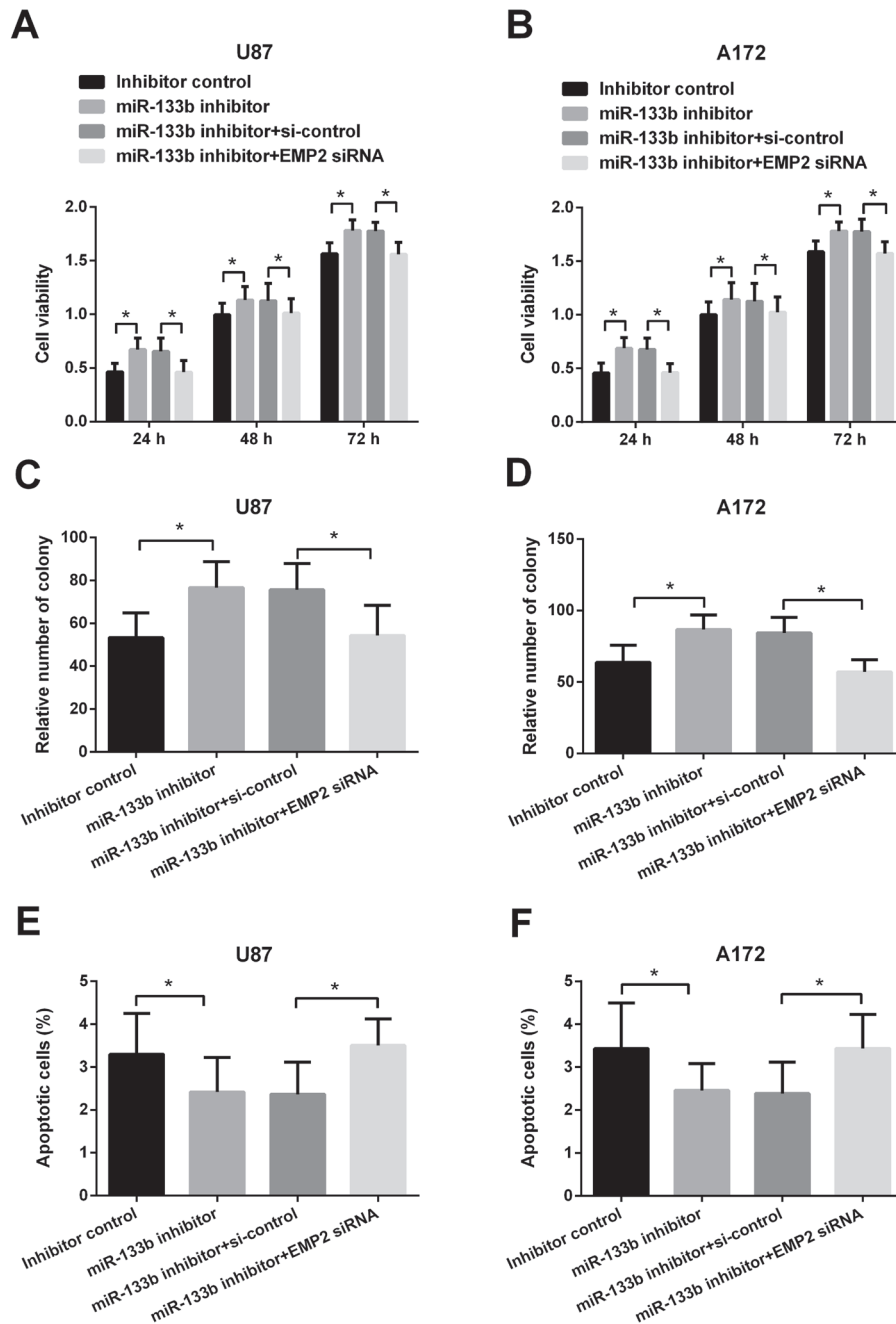 A
U87
Inhibitor control
miR-133b inhibitor
miR-133b inhibitor+si-control
miR-133b inhibitor+EMP2 siRNA
Cell viability
2.0
1.5
1.0
0.5
0.0
* * * * * *
24 h 48 h 72 h
B
A172
Inhibitor control
miR-133b inhibitor
miR-133b inhibitor+si-control
miR-133b inhibitor+EMP2 siRNA
Cell viability
2.0
1.5
1.0
0.5
0.0
* * * * * *
24 h 48 h 72 h
C
U87
Relative number of colony
100
80
60
40
20
0
* *
Inhibitor control
miR-133b inhibitor
miR-133b inhibitor+si-control
miR-133b inhibitor+EMP2 siRNA
D
A172
Relative number of colony
150
100
50
0
* *
Inhibitor control
miR-133b inhibitor
miR-133b inhibitor+si-control
miR-133b inhibitor+EMP2 siRNA
E
U87
Apoptotic cells (%)
5
4
3
2
1
0
* *
Inhibitor control
miR-133b inhibitor
miR-133b inhibitor+si-control
miR-133b inhibitor+EMP2 siRNA
F
A172
Apoptotic cells (%)
5
4
3
2
1
0
* *
Inhibitor control
miR-133b inhibitor
miR-133b inhibitor+si-control
miR-133b inhibitor+EMP2 siRNA